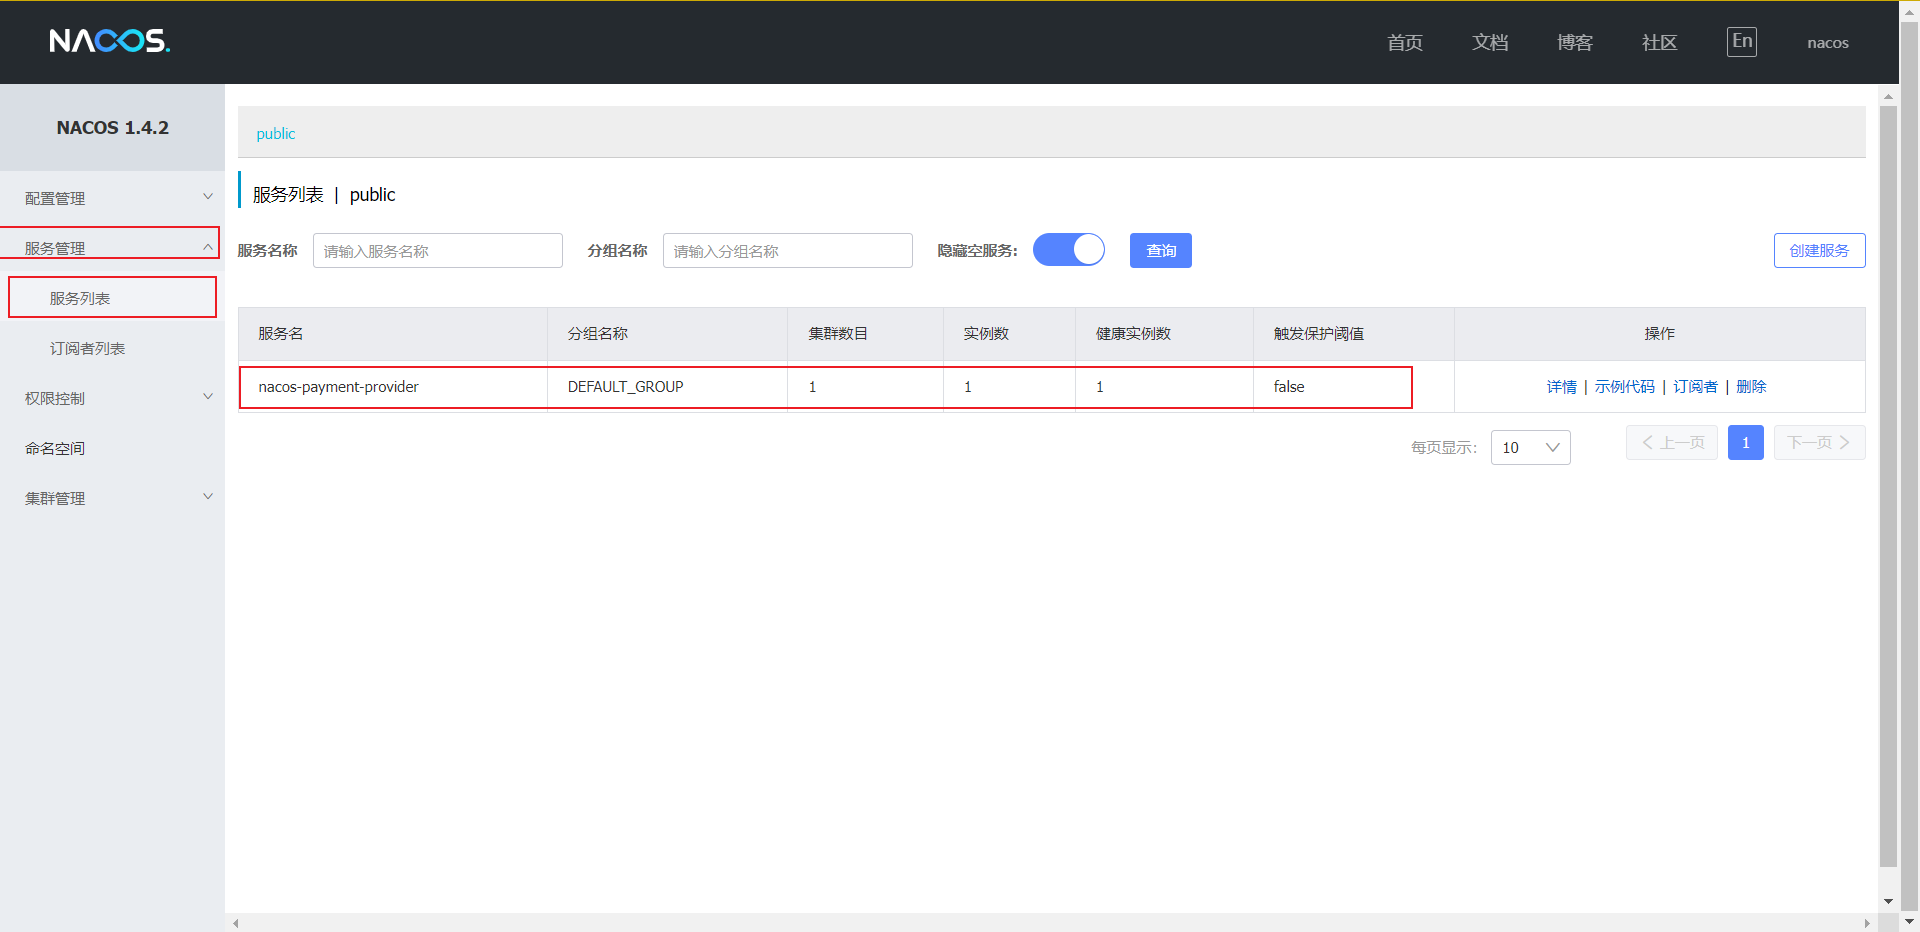 NACOS.
首页 文档 博客 社区 En nacos
NACOS 1.4.2
配置管理
服务管理
服务列表
订阅者列表
权限控制
命名空间
集群管理
public
服务列表 | public
服务名称 请输入服务名称 分组名称 请输入分组名称 隐藏空服务: 查询 创建服务
服务名 分组名称 集群数目 实例数 健康实例数 触发保护阈值 操作
nacos-payment-provider DEFAULT_GROUP 1 1 1 false 详情 | 示例代码 | 订阅者 | 删除
每页显示: 10 上一页 1 下一页